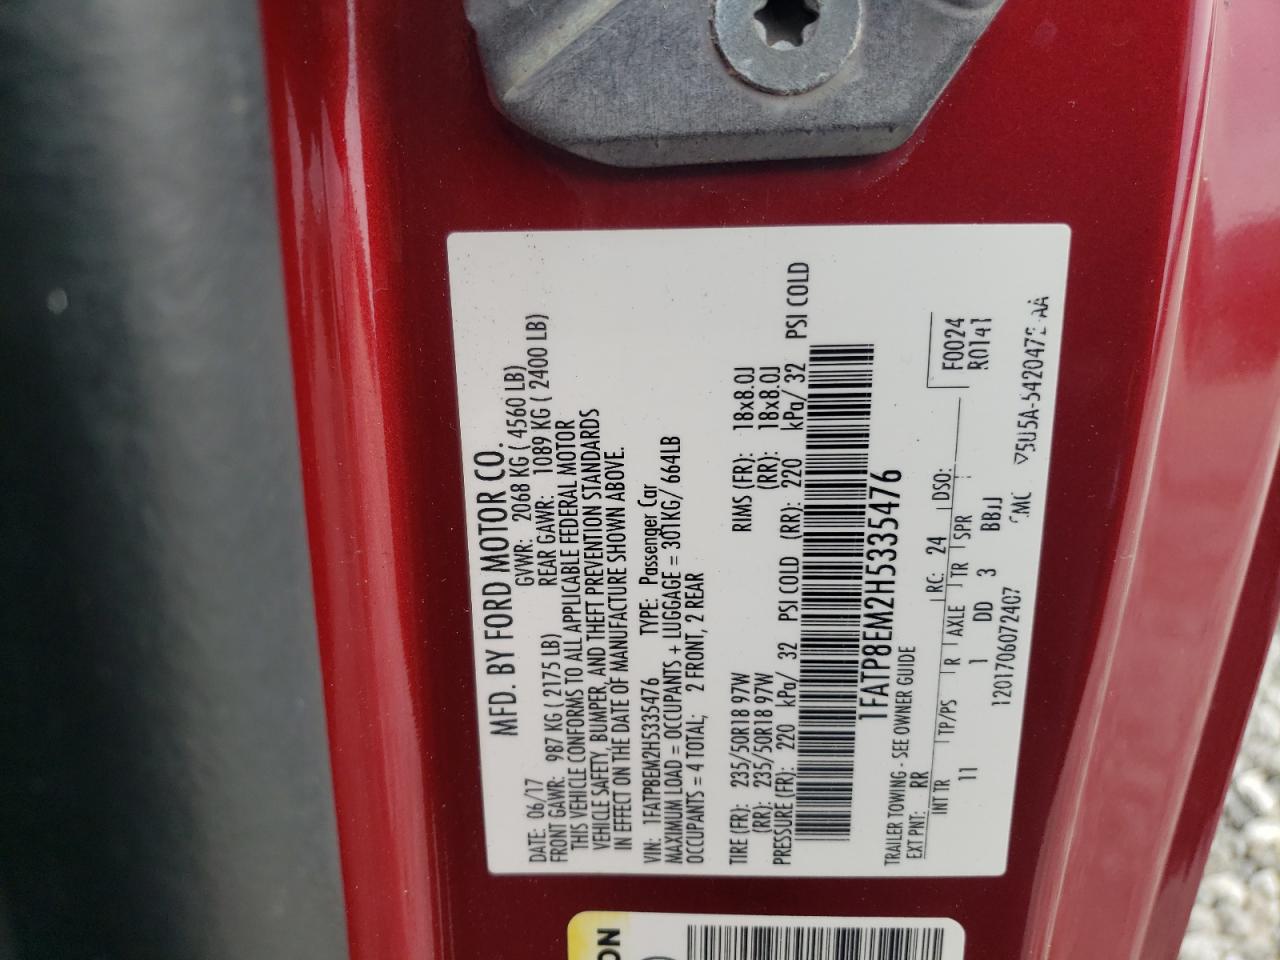 MFD. BY FORD MOTOR CO.
DATE: 06/17 GVWR: 2068 KG ( 4560 LB)
FRONT GAWR: 987 KG ( 2175 LB) REAR GAWR: 1089 KG ( 2400 LB)
THIS VEHICLE CONFORMS TO ALL APPLICABLE FEDERAL MOTOR
VEHICLE SAFETY, BUMPER, AND THEFT PREVENTION STANDARDS
IN EFFECT ON THE DATE OF MANUFACTURE SHOWN ABOVE.
VIN: 1FATP8EM2H5335476 TYPE: Passenger Car
MAXIMUM LOAD = OCCUPANTS + LUGGAGE = 301KG/ 664LB
OCCUPANTS = 4 TOTAL; 2 FRONT, 2 REAR
TIRE (FR): 235/50R18 97W RIMS (FR): 18x8.0J
(RR): 235/50R18 97W (RR): 18x8.0J
PRESSURE (FR): 220 kPa/ 32 PSI COLD (RR): 220 kPa/ 32 PSI COLD
1FATP8EM2H5335476
TRAILER TOWING - SEE OWNER GUIDE
EXT PNT: RR RC: 24 DSO: F0024
INT TR TP/PS R AXLE TR SPR R0141
11 1 DD 3 BBJJ
1201706072407
ON